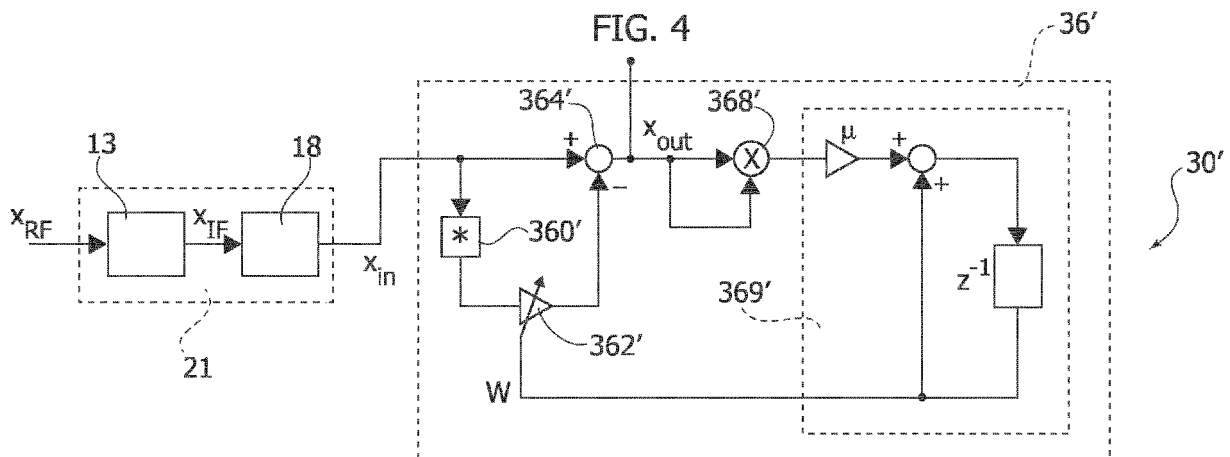 FIG. 4
36'
364'
368'
x_out
μ
+
+
+
−
13
18
x_RF
x_IF
x_in
*
360'
X
30'
z^-1
369'
362'
21
W